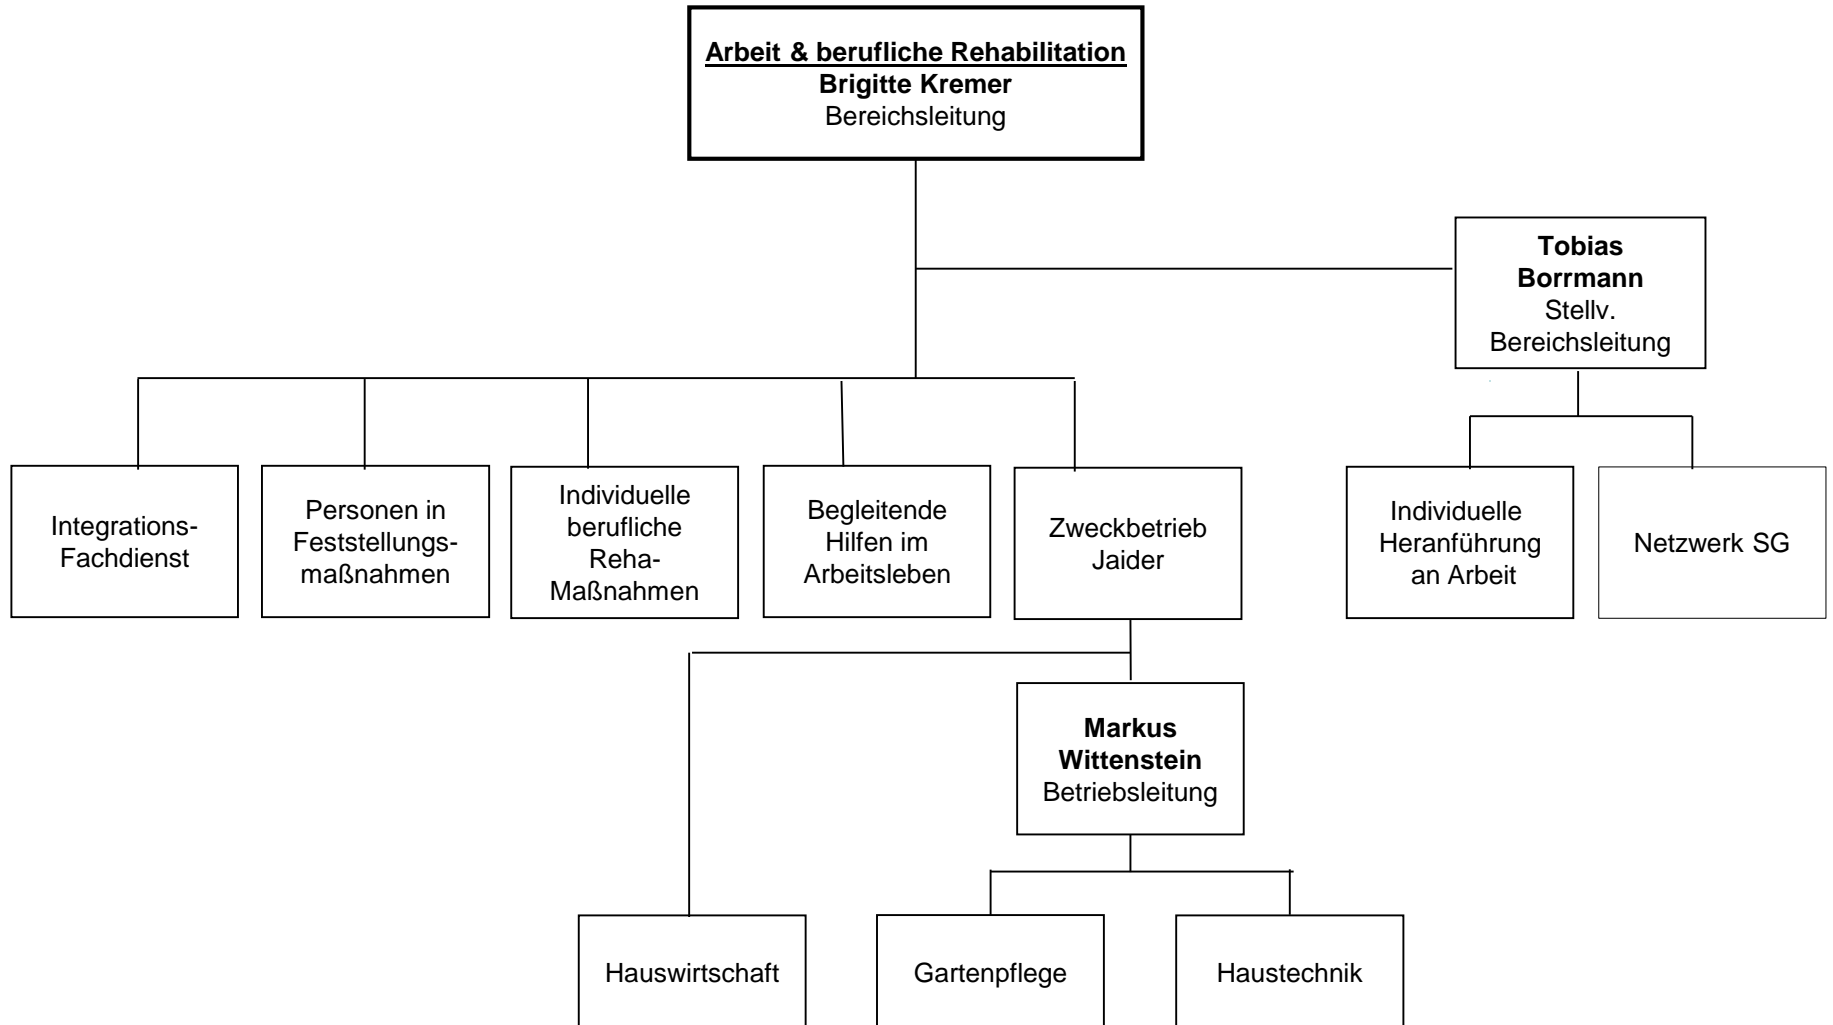 Arbeit & berufliche Rehabilitation
Brigitte Kremer
Bereichsleitung
Tobias
Borrmann
Stellv.
Bereichsleitung
Integrations-
Fachdienst
Personen in
Feststellungs-
maßnahmen
Individuelle
berufliche
Reha-
Maßnahmen
Begleitende
Hilfen im
Arbeitsleben
Zweckbetrieb
Jaider
Individuelle
Heranführung
an Arbeit
Netzwerk SG
Markus
Wittenstein
Betriebsleitung
Hauswirtschaft
Gartenpflege
Haustechnik